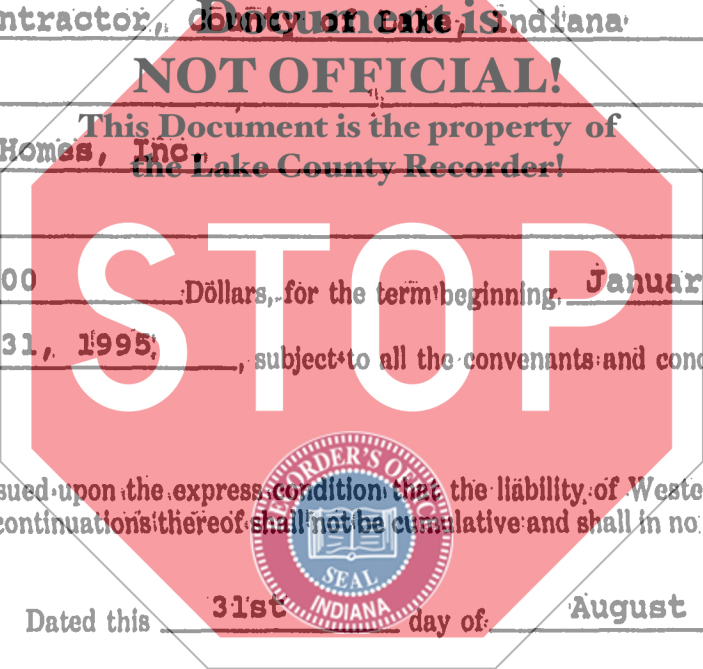 Document is
ntractor, County of Lake, Indiana
NOT OFFICIAL!
This Document is the property of
Homes, Inc.
the Lake County Recorder!
STOP
00 Dollars, for the term beginning January
31, 1995, subject to all the convenants and cond
RECORDER'S OFFICE
sued upon the express condition that the liability of Weste
continuations thereof shall not be cumulative and shall in no
SEAL
INDIANA
Dated this 31st day of August